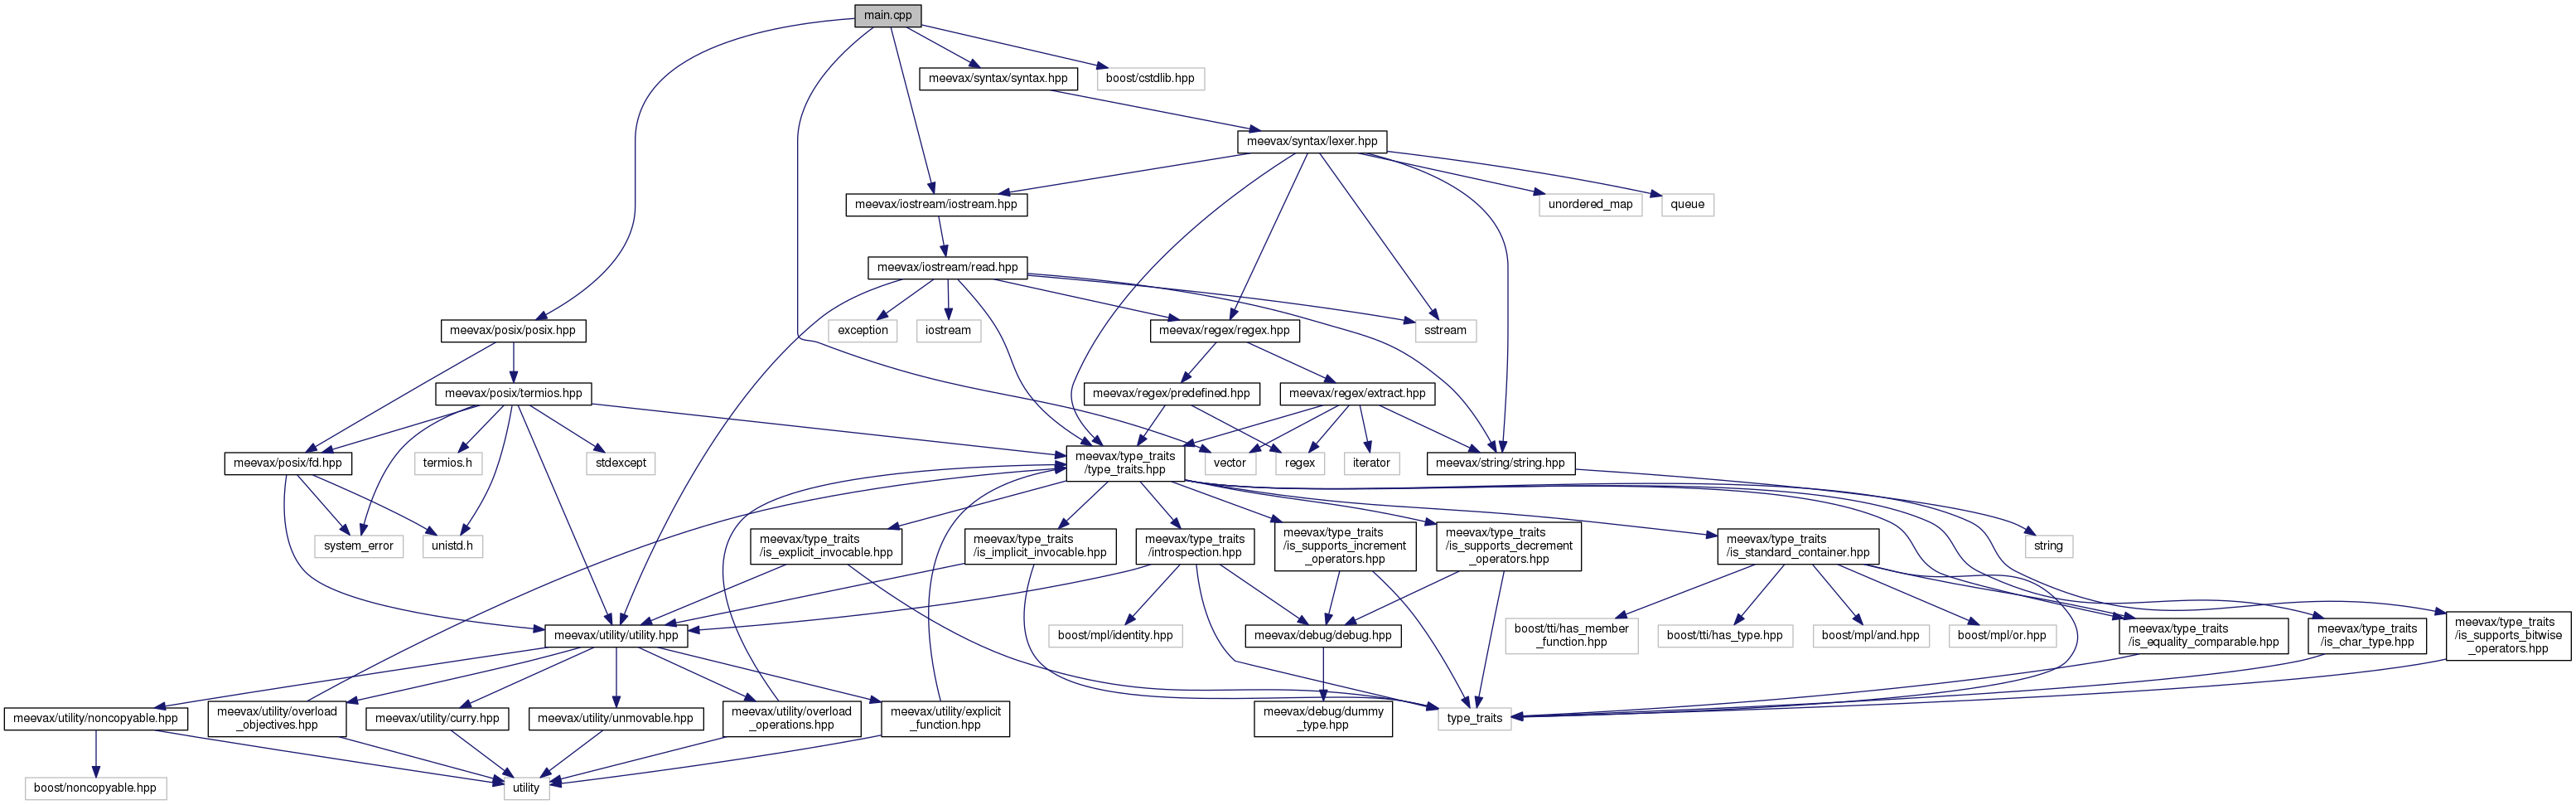 main.cpp
meevax/syntax/syntax.hpp
boost/cstdlib.hpp
meevax/syntax/lexer.hpp
meevax/iostream/iostream.hpp
unordered_map
queue
meevax/iostream/read.hpp
meevax/posix/posix.hpp
exception
iostream
meevax/regex/regex.hpp
sstream
meevax/posix/termios.hpp
meevax/regex/predefined.hpp
meevax/regex/extract.hpp
meevax/posix/fd.hpp
termios.h
stdexcept
meevax/type_traits
/type_traits.hpp
vector
regex
iterator
meevax/string/string.hpp
system_error
unistd.h
meevax/type_traits
/is_explicit_invocable.hpp
meevax/type_traits
/is_implicit_invocable.hpp
meevax/type_traits
/introspection.hpp
meevax/type_traits
/is_supports_increment
_operators.hpp
meevax/type_traits
/is_supports_decrement
_operators.hpp
meevax/type_traits
/is_standard_container.hpp
string
meevax/utility/utility.hpp
boost/mpl/identity.hpp
meevax/debug/debug.hpp
boost/tti/has_member
_function.hpp
boost/tti/has_type.hpp
boost/mpl/and.hpp
boost/mpl/or.hpp
meevax/type_traits
/is_equality_comparable.hpp
meevax/type_traits
/is_char_type.hpp
meevax/type_traits
/is_supports_bitwise
_operators.hpp
meevax/utility/noncopyable.hpp
meevax/utility/overload
_objectives.hpp
meevax/utility/curry.hpp
meevax/utility/unmovable.hpp
meevax/utility/overload
_operations.hpp
meevax/utility/explicit
_function.hpp
meevax/debug/dummy
_type.hpp
type_traits
boost/noncopyable.hpp
utility